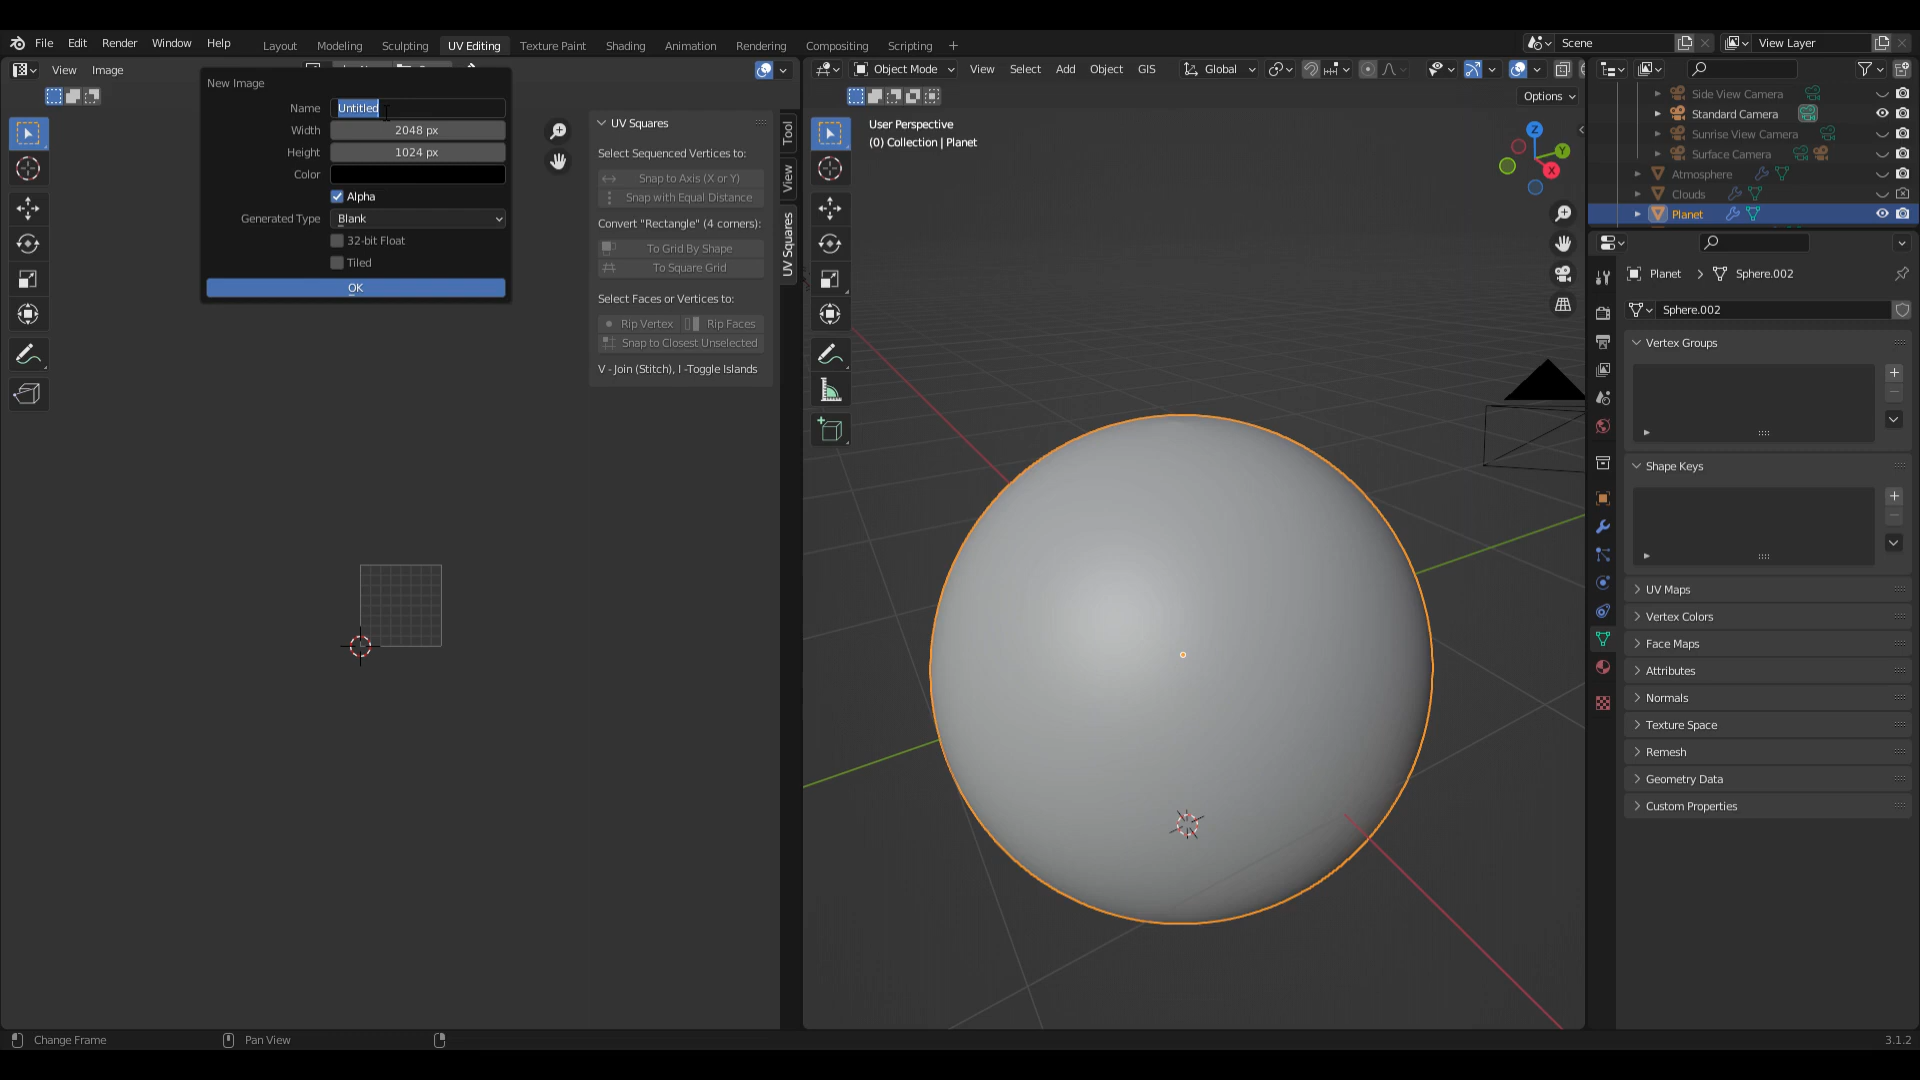 File Edit Render Window Help Layout Modeling Sculpting UV Editing Texture Paint Shading Animation Rendering Compositing Scripting + Scene View Layer
View Image
Object Mode View Select Add Object GIS Global
Options
New Image
Name Untitled
Width 2048 px
Height 1024 px
Color
Alpha
Generated Type Blank
32-bit Float
Tiled
OK
UV Squares
Select Sequenced Vertices to:
Snap to Axis (X or Y)
Snap with Equal Distance
Convert "Rectangle" (4 corners):
To Grid By Shape
To Square Grid
Select Faces or Vertices to:
Rip Vertex Rip Faces
Snap to Closest Unselected
V - Join (Stitch), I -Toggle Islands
Tool
View
UV Squares
User Perspective
(0) Collection | Planet
Z
Y
X
Side View Camera
Standard Camera
Sunrise View Camera
Surface Camera
Atmosphere
Clouds
Planet
Planet > Sphere.002
Sphere.002
Vertex Groups
Shape Keys
UV Maps
Vertex Colors
Face Maps
Attributes
Normals
Texture Space
Remesh
Geometry Data
Custom Properties
Change Frame Pan View 3.1.2